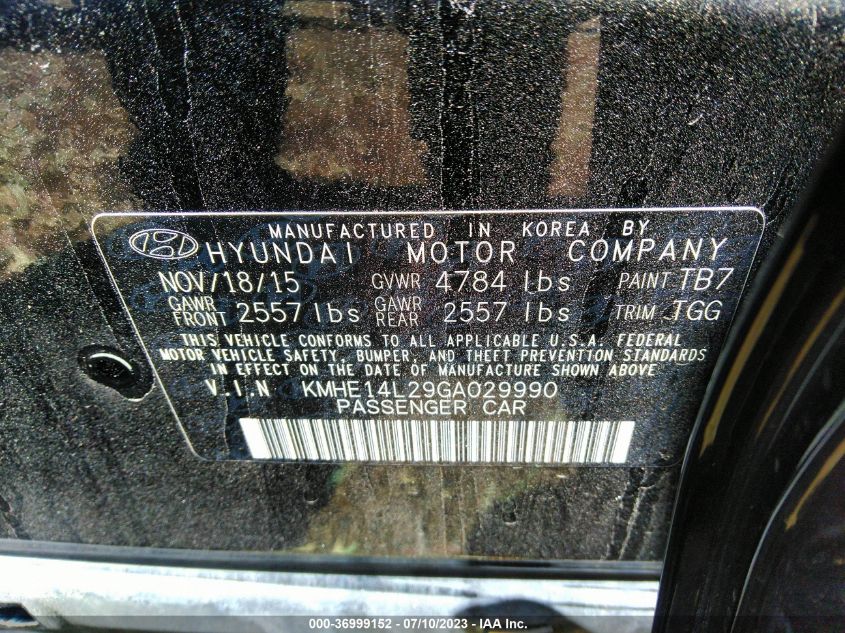 MANUFACTURED IN KOREA BY
HYUNDAI MOTOR COMPANY
NOV/18/15 GVWR 4784 lbs PAINT TB7
GAWR FRONT 2557 lbs GAWR REAR 2557 lbs TRIM TGG
THIS VEHICLE CONFORMS TO ALL APPLICABLE U.S.A. FEDERAL
MOTOR VEHICLE SAFETY, BUMPER, AND THEFT PREVENTION STANDARDS
IN EFFECT ON THE DATE OF MANUFACTURE SHOWN ABOVE
V.I.N KMHE14L29GA029990
PASSENGER CAR
000-36999152 - 07/10/2023 - © IAA Inc.